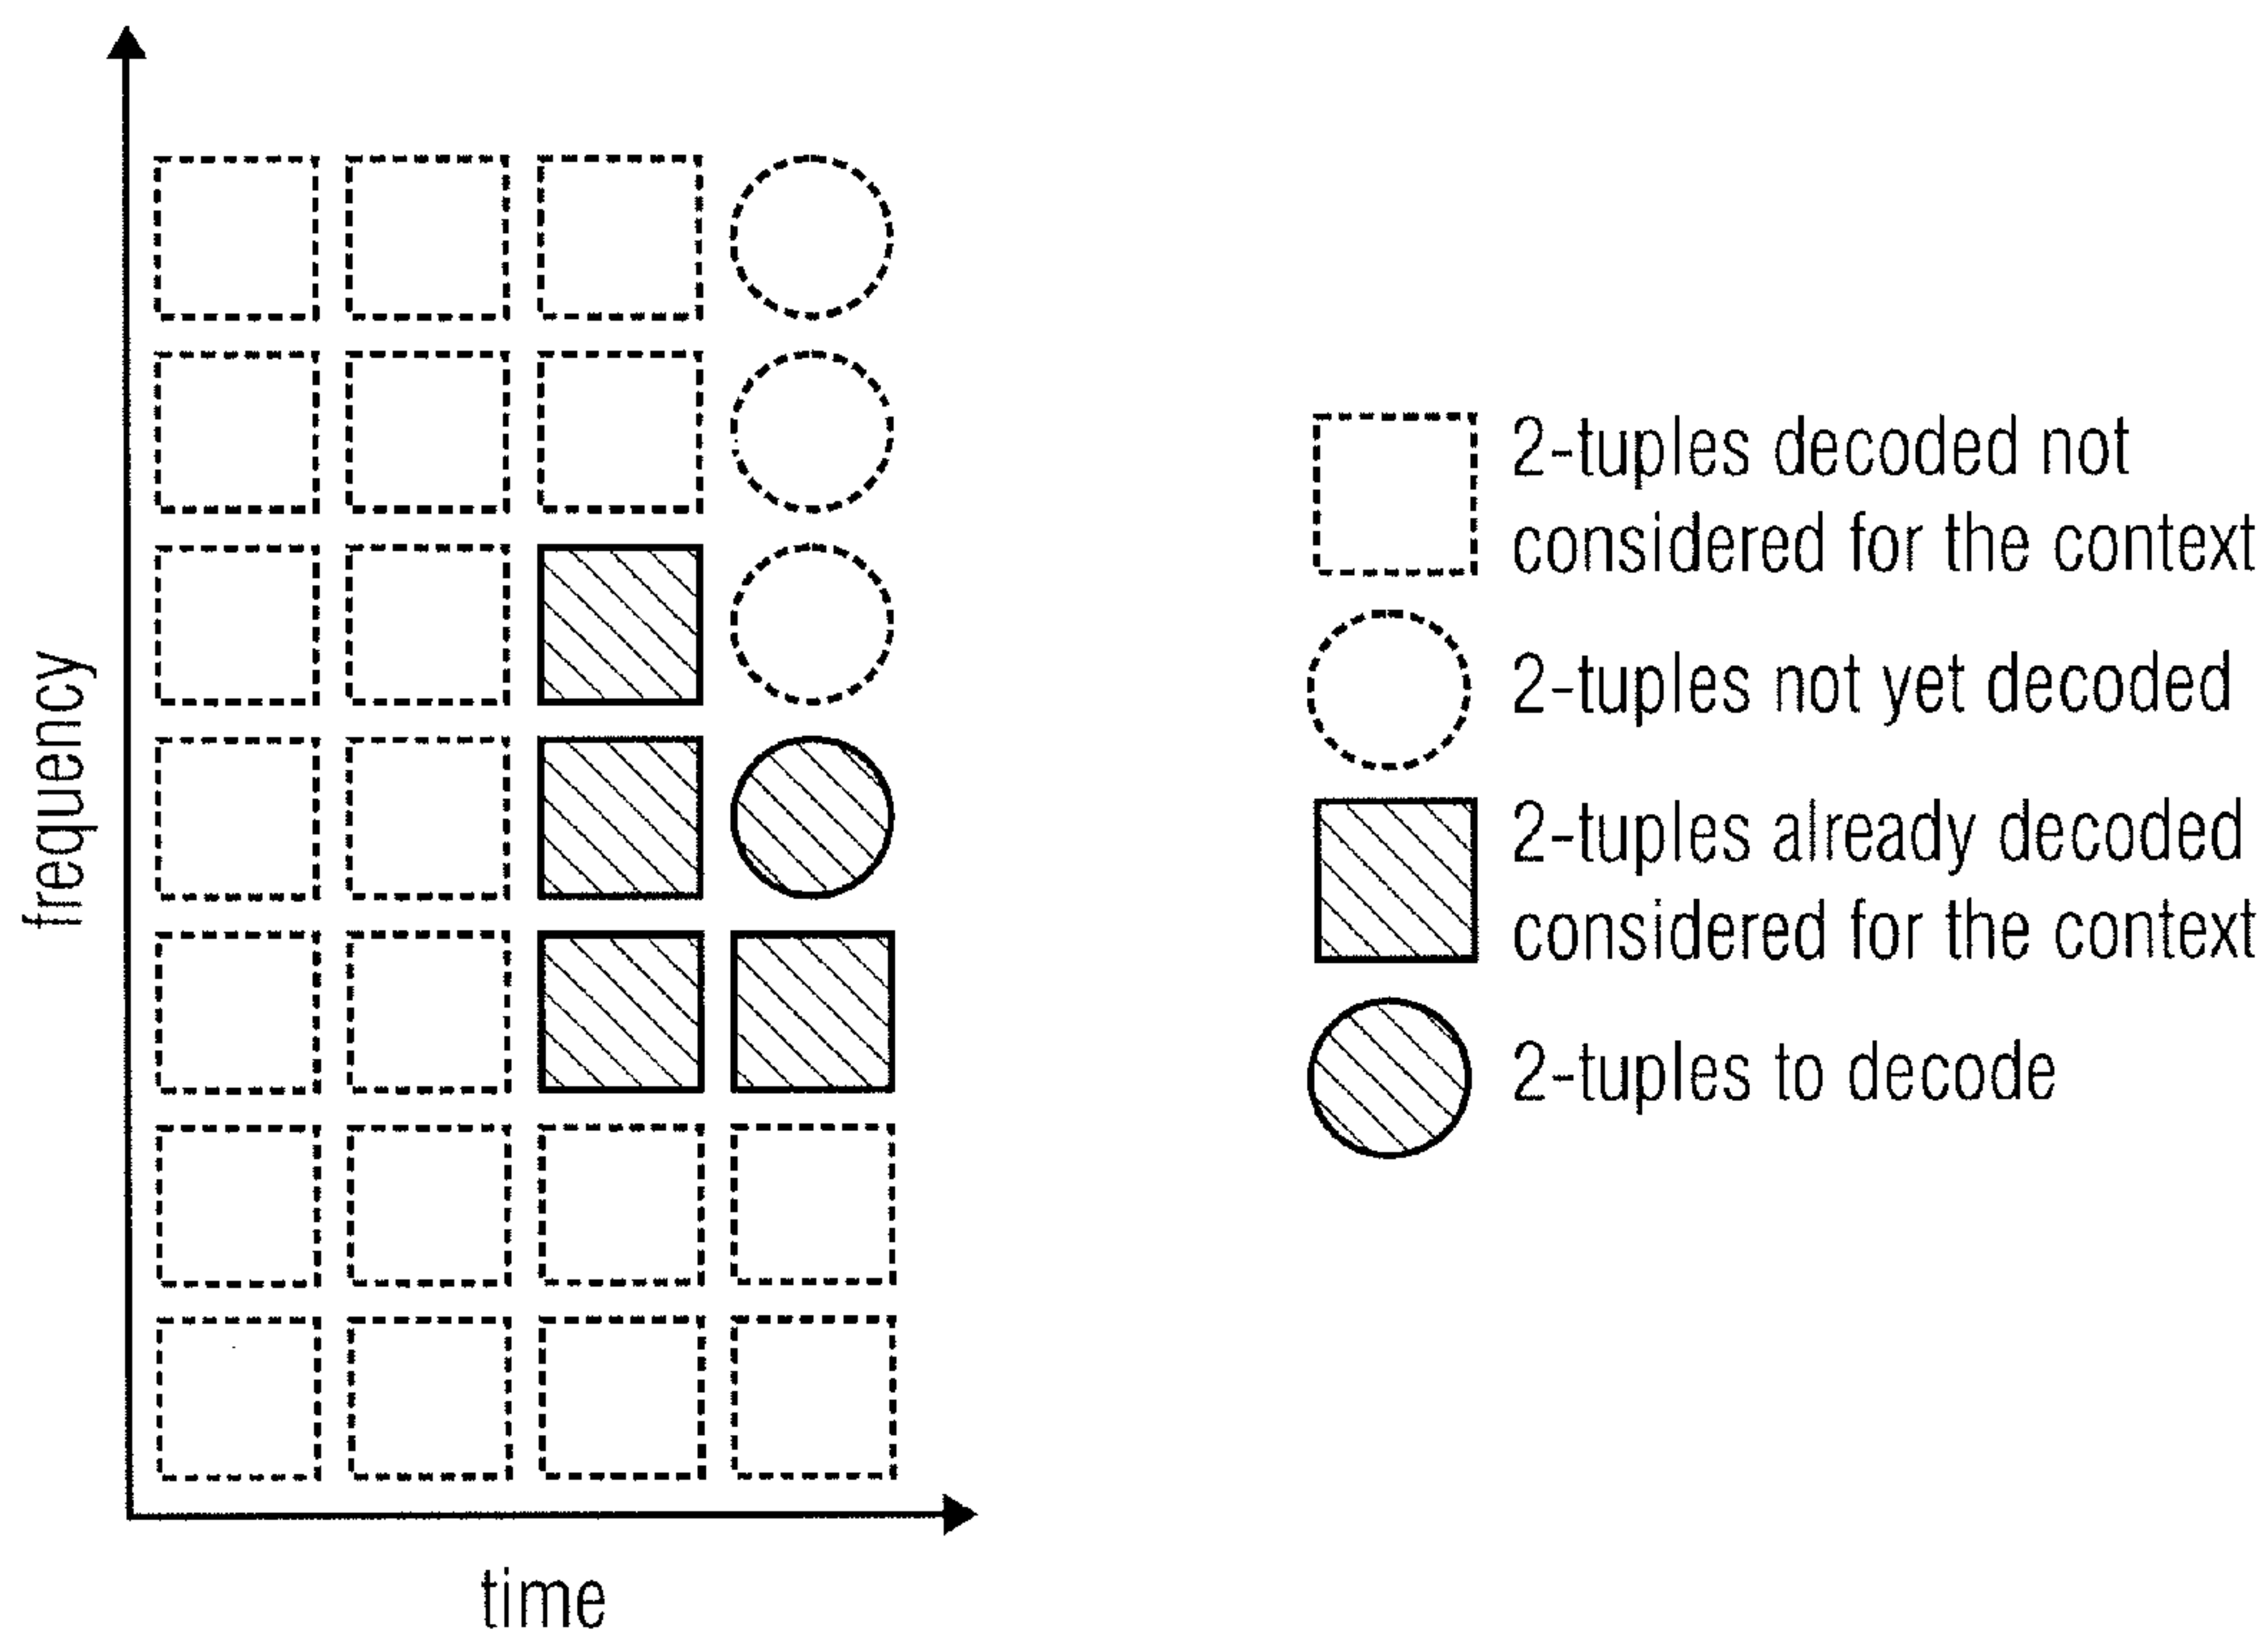 frequency
time
2-tuples decoded not
considered for the context
2-tuples not yet decoded
2-tuples already decoded
considered for the context
2-tuples to decode